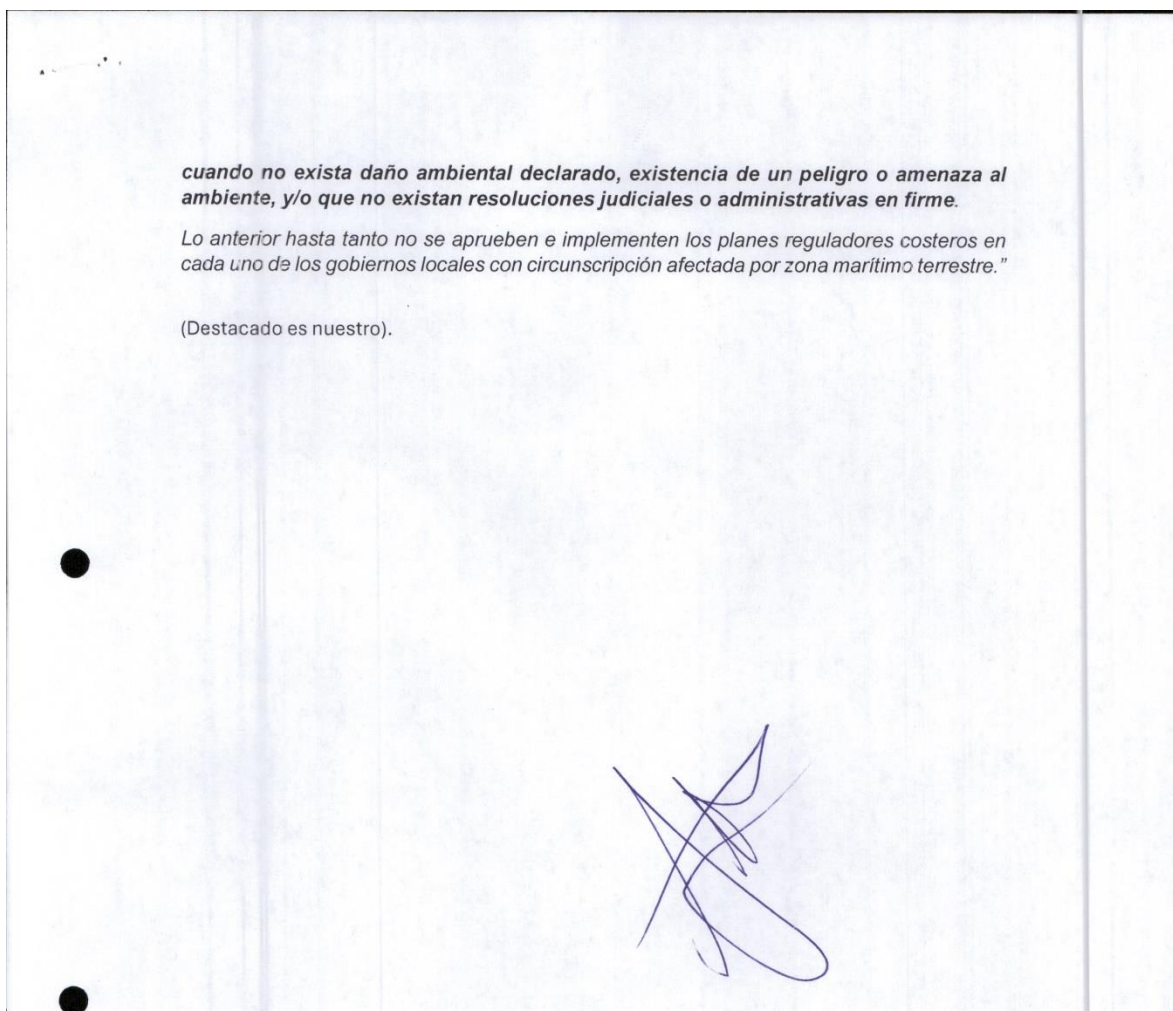 cuando no exista daño ambiental declarado, existencia de un peligro o amenaza al
ambiente, y/o que no existan resoluciones judiciales o administrativas en firme.
Lo anterior hasta tanto no se aprueben e implementen los planes reguladores costeros en
cada uno de los gobiernos locales con circunscripción afectada por zona marítimo terrestre."
(Destacado es nuestro).